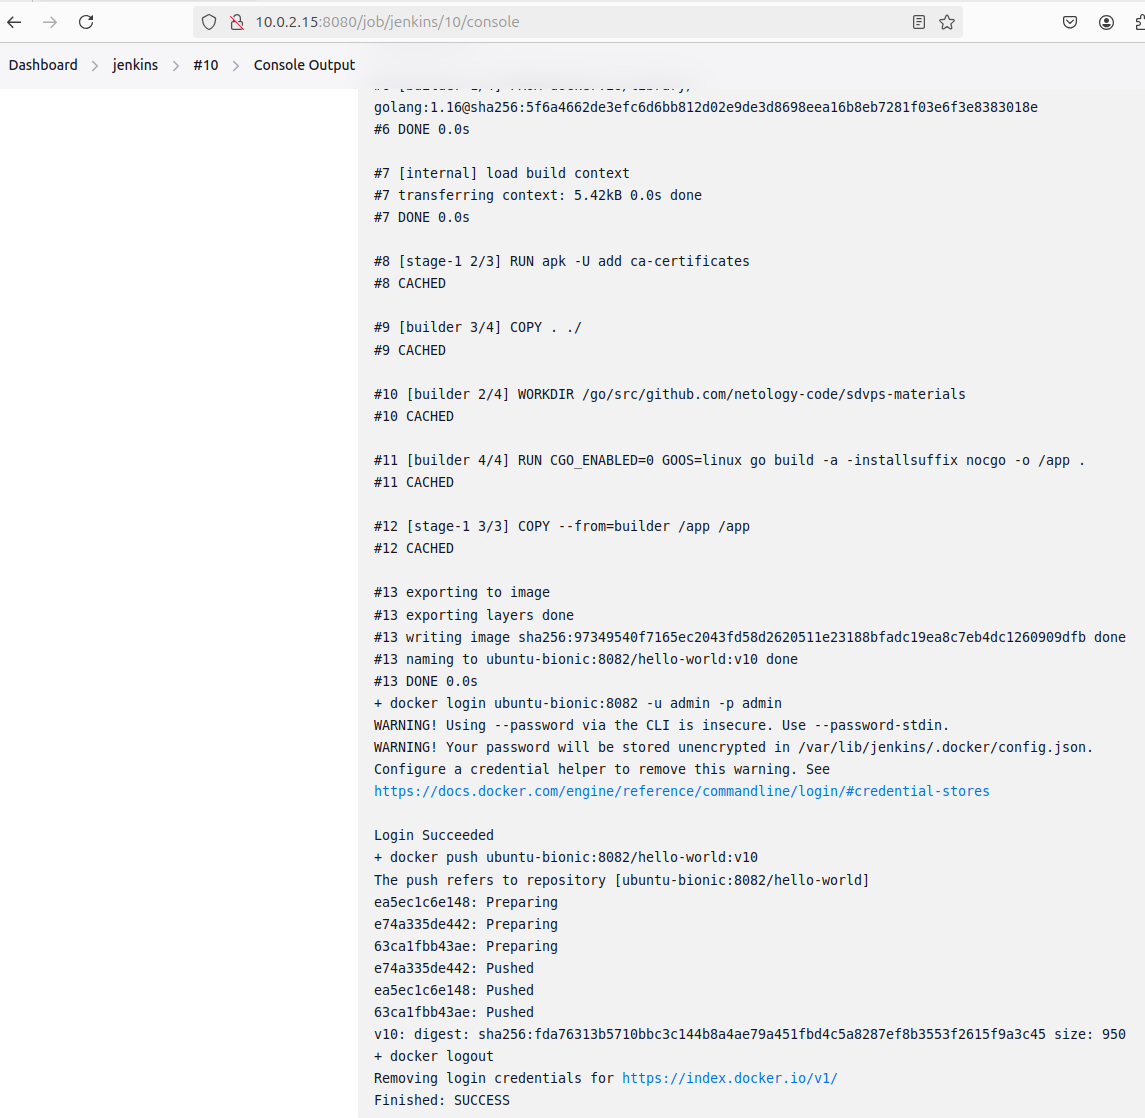 10.0.2.15:8080/job/jenkins/10/console
Dashboard > jenkins > #10 > Console Output
golang:1.16@sha256:5f6a4662de3efc6d6bb812d02e9de3d8698eea16b8eb7281f03e6f3e8383018e
#6 DONE 0.0s
#7 [internal] load build context
#7 transferring context: 5.42kB 0.0s done
#7 DONE 0.0s
#8 [stage-1 2/3] RUN apk -U add ca-certificates
#8 CACHED
#9 [builder 3/4] COPY . ./
#9 CACHED
#10 [builder 2/4] WORKDIR /go/src/github.com/netology-code/sdvps-materials
#10 CACHED
#11 [builder 4/4] RUN CGO_ENABLED=0 GOOS=linux go build -a -installsuffix nocgo -o /app .
#11 CACHED
#12 [stage-1 3/3] COPY --from=builder /app /app
#12 CACHED
#13 exporting to image
#13 exporting layers done
#13 writing image sha256:97349540f7165ec2043fd58d2620511e23188bfadc19ea8c7eb4dc1260909dfb done
#13 naming to ubuntu-bionic:8082/hello-world:v10 done
#13 DONE 0.0s
+ docker login ubuntu-bionic:8082 -u admin -p admin
WARNING! Using --password via the CLI is insecure. Use --password-stdin.
WARNING! Your password will be stored unencrypted in /var/lib/jenkins/.docker/config.json.
Configure a credential helper to remove this warning. See
https://docs.docker.com/engine/reference/commandline/login/#credential-stores
Login Succeeded
+ docker push ubuntu-bionic:8082/hello-world:v10
The push refers to repository [ubuntu-bionic:8082/hello-world]
ea5ec1c6e148: Preparing
e74a335de442: Preparing
63ca1fbb43ae: Preparing
e74a335de442: Pushed
ea5ec1c6e148: Pushed
63ca1fbb43ae: Pushed
v10: digest: sha256:fda76313b5710bbc3c144b8a4ae79a451fbd4c5a8287ef8b3553f2615f9a3c45 size: 950
+ docker logout
Removing login credentials for https://index.docker.io/v1/
Finished: SUCCESS